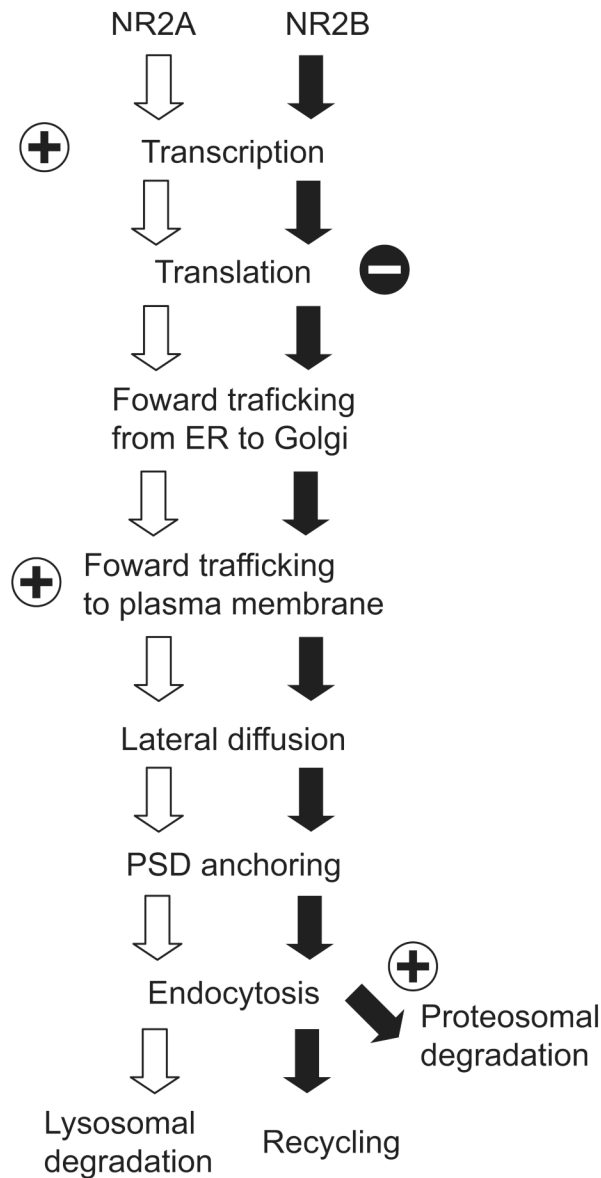 NR2A NR2B
Transcription
Translation
Foward traficking
from ER to Golgi
Foward trafficking
to plasma membrane
Lateral diffusion
PSD anchoring
Endocytosis
Proteosomal
degradation
Lysosomal
degradation
Recycling